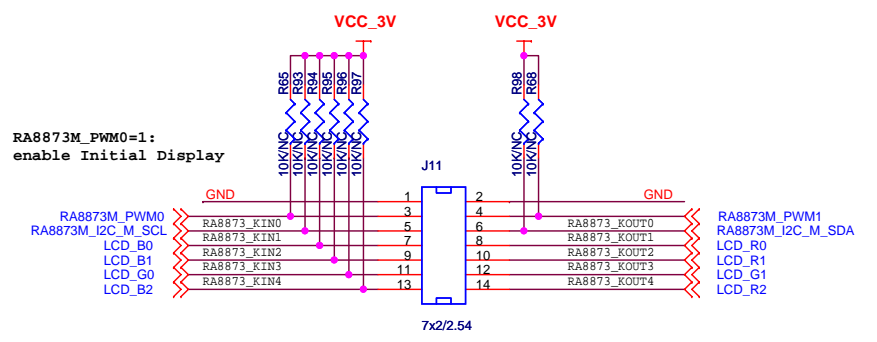 VCC_3V
VCC_3V
R65
R93
R94
R95
R96
R97
R98
R68
10K/NC
10K/NC
10K/NC
10K/NC
10K/NC
10K/NC
10K/NC
10K/NC
RA8873M_PWM0=1:
enable Initial Display
J11
GND 1 2 GND
RA8873M_PWM0 3 4 RA8873M_PWM1
RA8873M_I2C_M_SCL RA8873_KIN0 5 6 RA8873_KOUT0 RA8873M_I2C_M_SDA
LCD_B0 RA8873_KIN1 7 8 RA8873_KOUT1 LCD_R0
LCD_B1 RA8873_KIN2 9 10 RA8873_KOUT2 LCD_R1
LCD_G0 RA8873_KIN3 11 12 RA8873_KOUT3 LCD_G1
LCD_B2 RA8873_KIN4 13 14 RA8873_KOUT4 LCD_R2
7x2/2.54